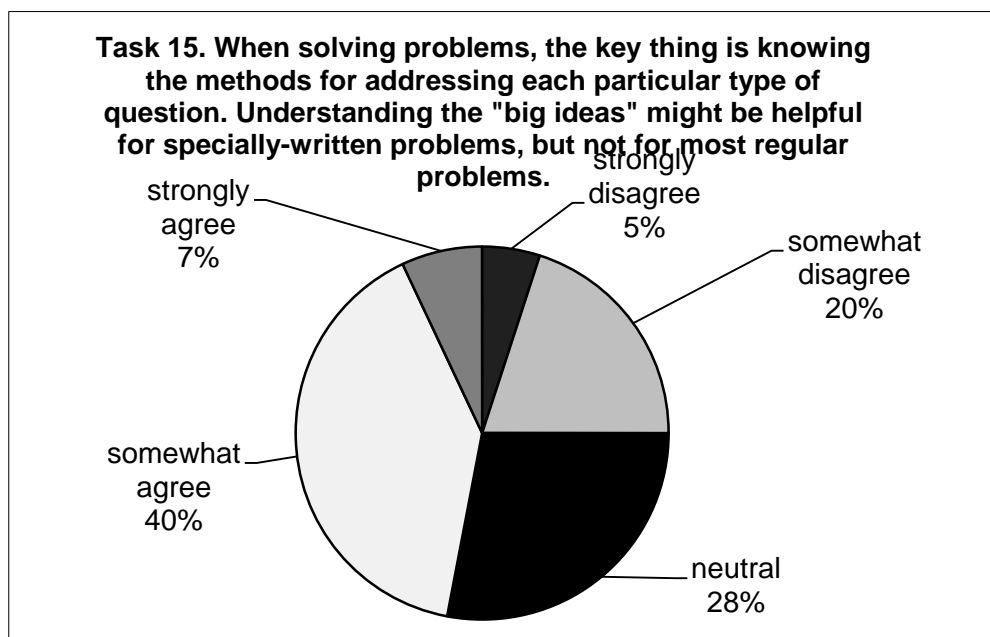 Task 15. When solving problems, the key thing is knowing
the methods for addressing each particular type of
question. Understanding the "big ideas" might be helpful
for specially-written problems, but not for most regular
problems.
strongly
disagree
5%
somewhat
disagree
20%
neutral
28%
somewhat
agree
40%
strongly
agree
7%